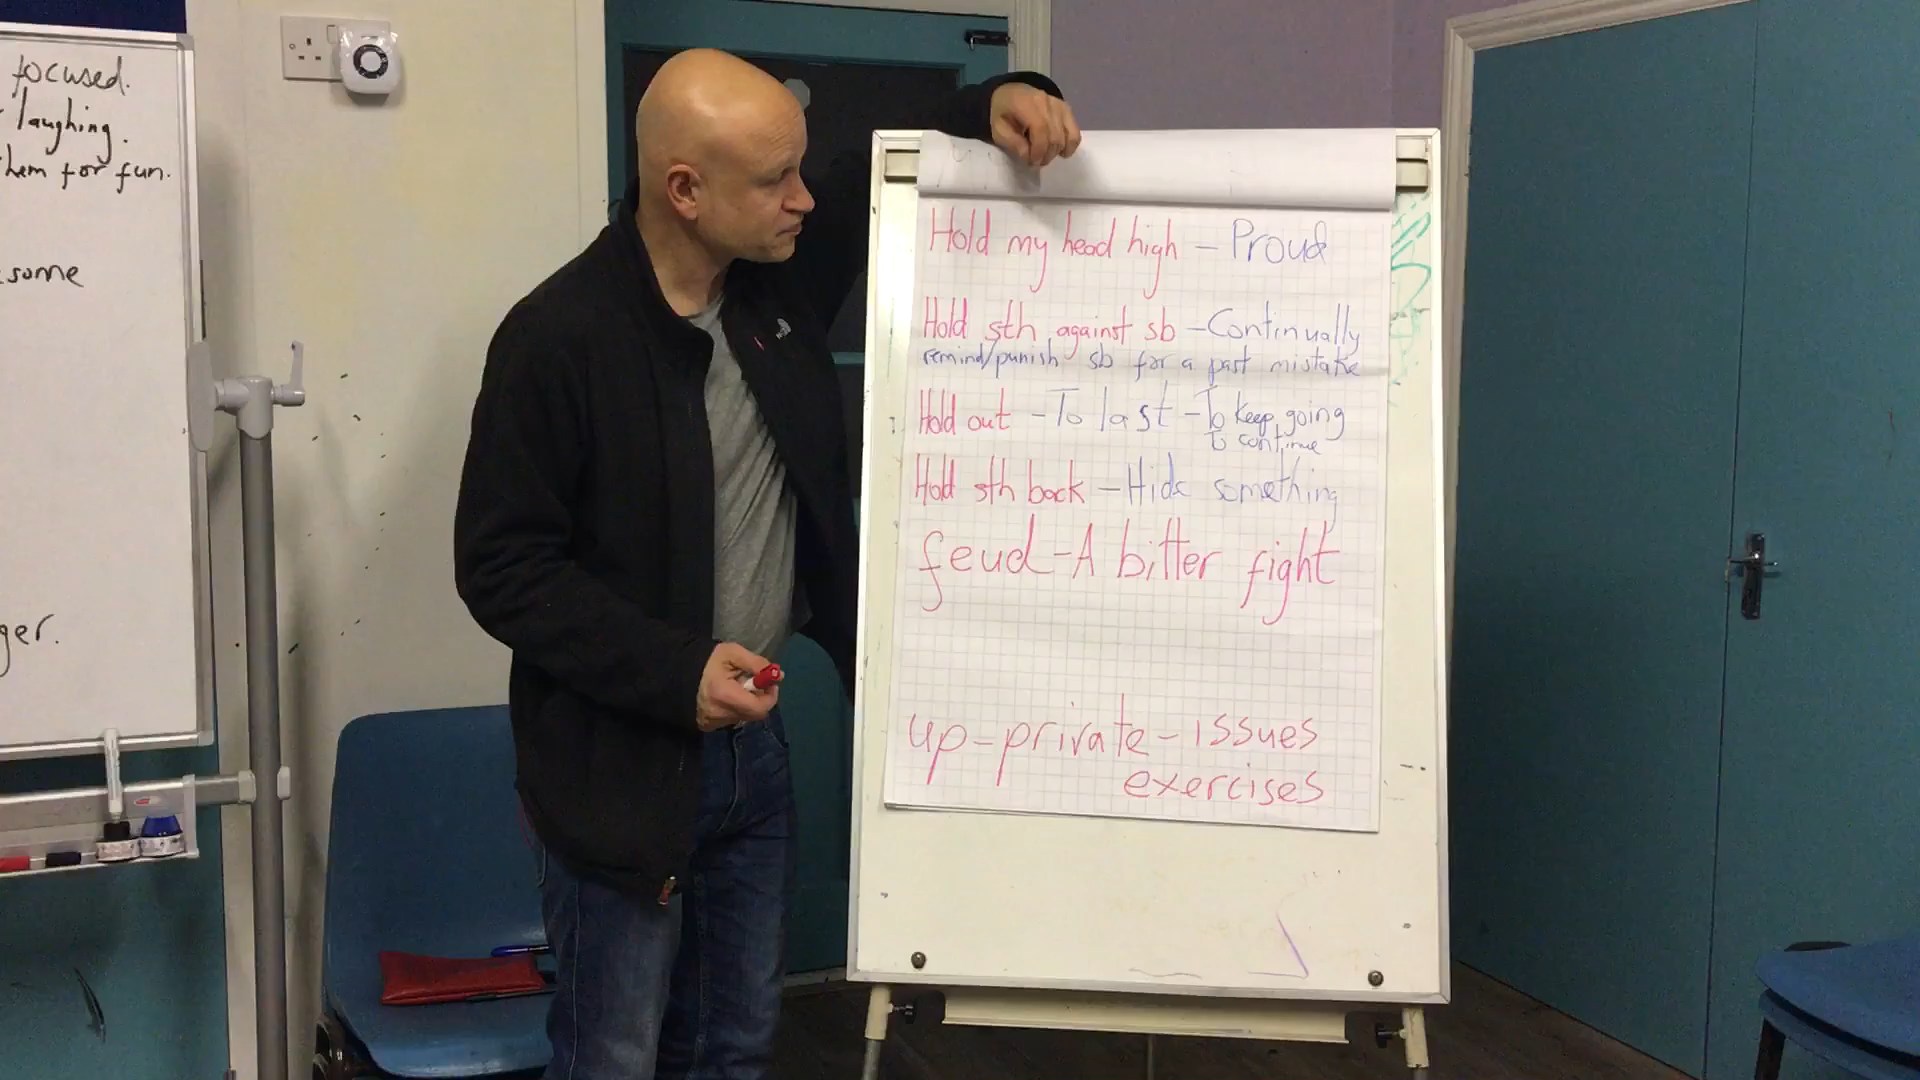 focused.
laughing.
them for fun.
some
ger.
Hold my head high – Proud
Hold sth against sb – Continually
remind/punish sb for a past mistake
Hold out – To last – To keep going
To continue
Hold sth back – Hide something
feud – A bitter fight
up – private – issues
exercises